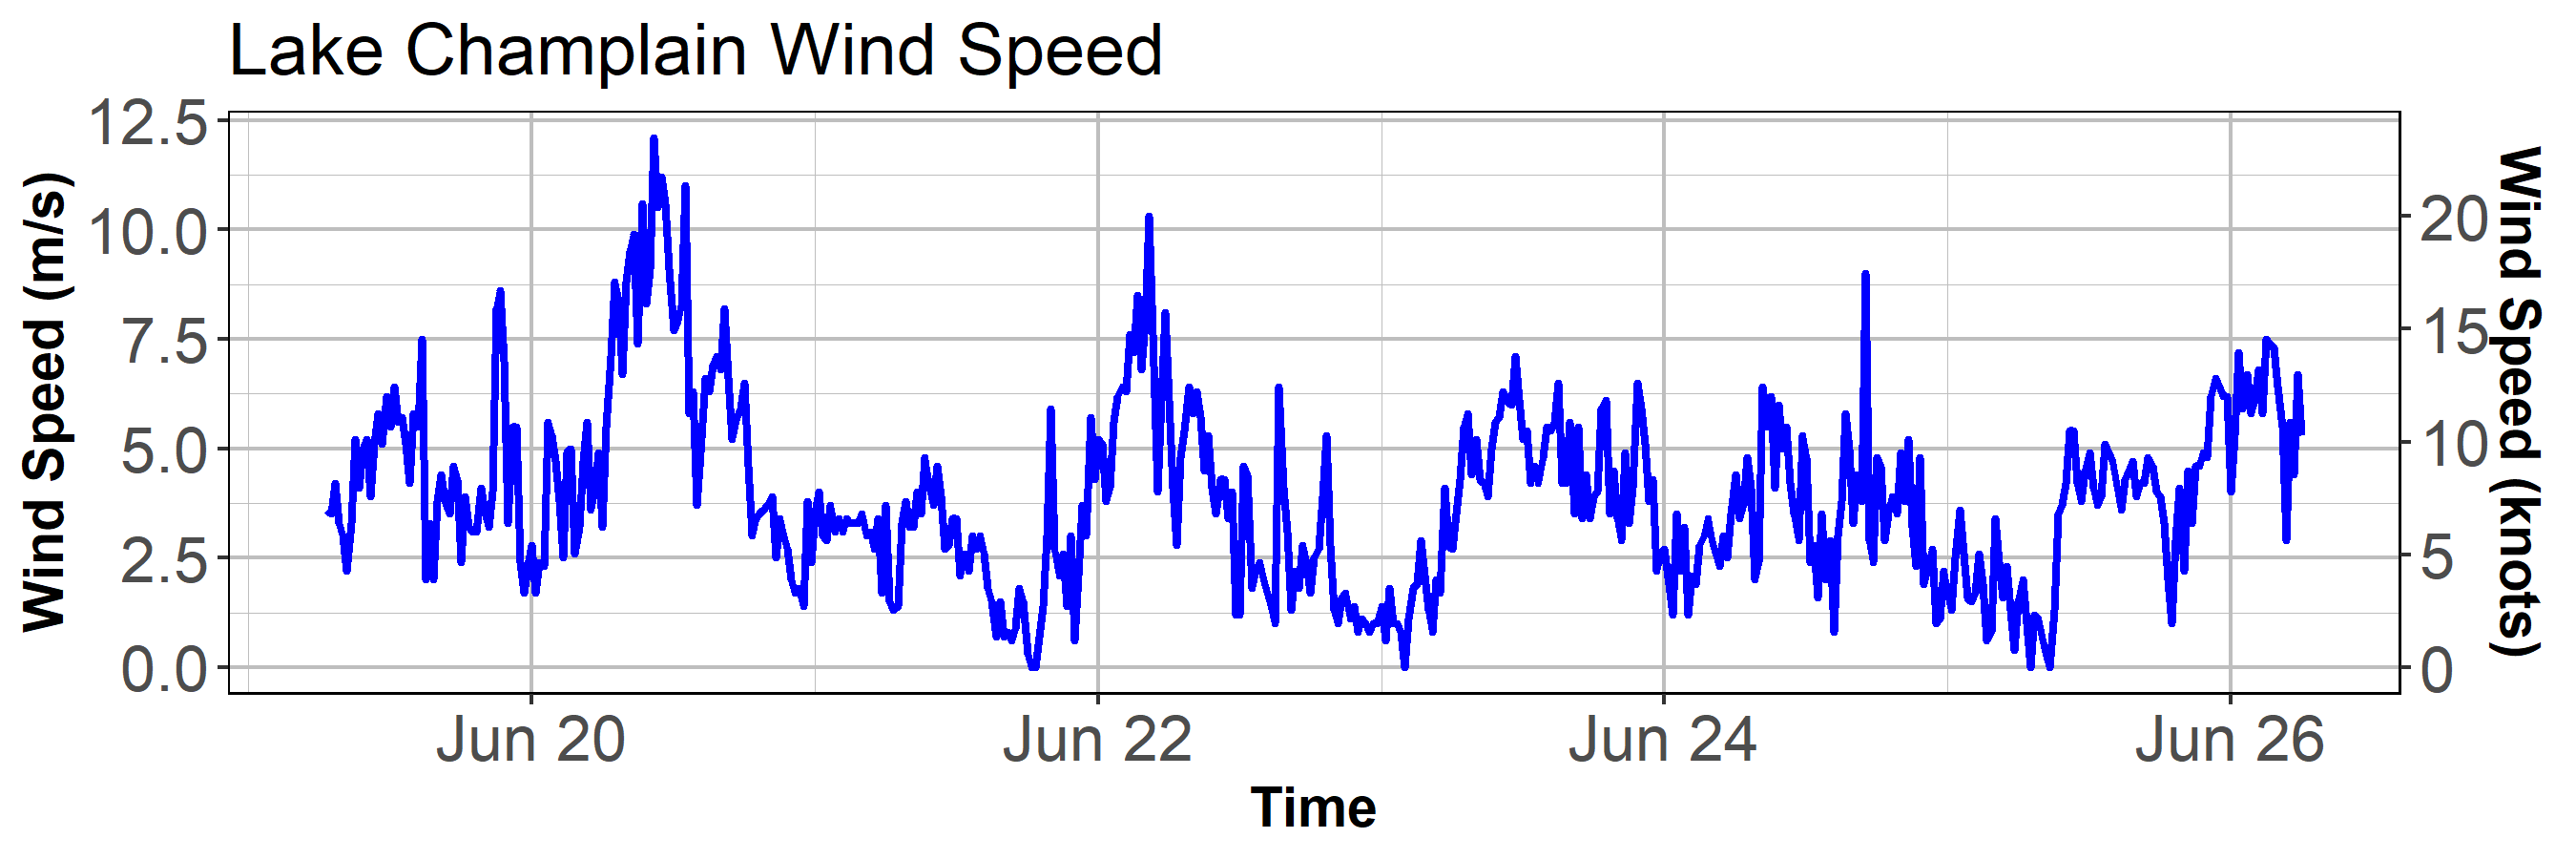 Lake Champlain Wind Speed
Wind Speed (m/s)
12.5
10.0
7.5
5.0
2.5
0.0
20
15
10
5
0
Wind Speed (knots)
Jun 20 Jun 22 Jun 24 Jun 26
Time